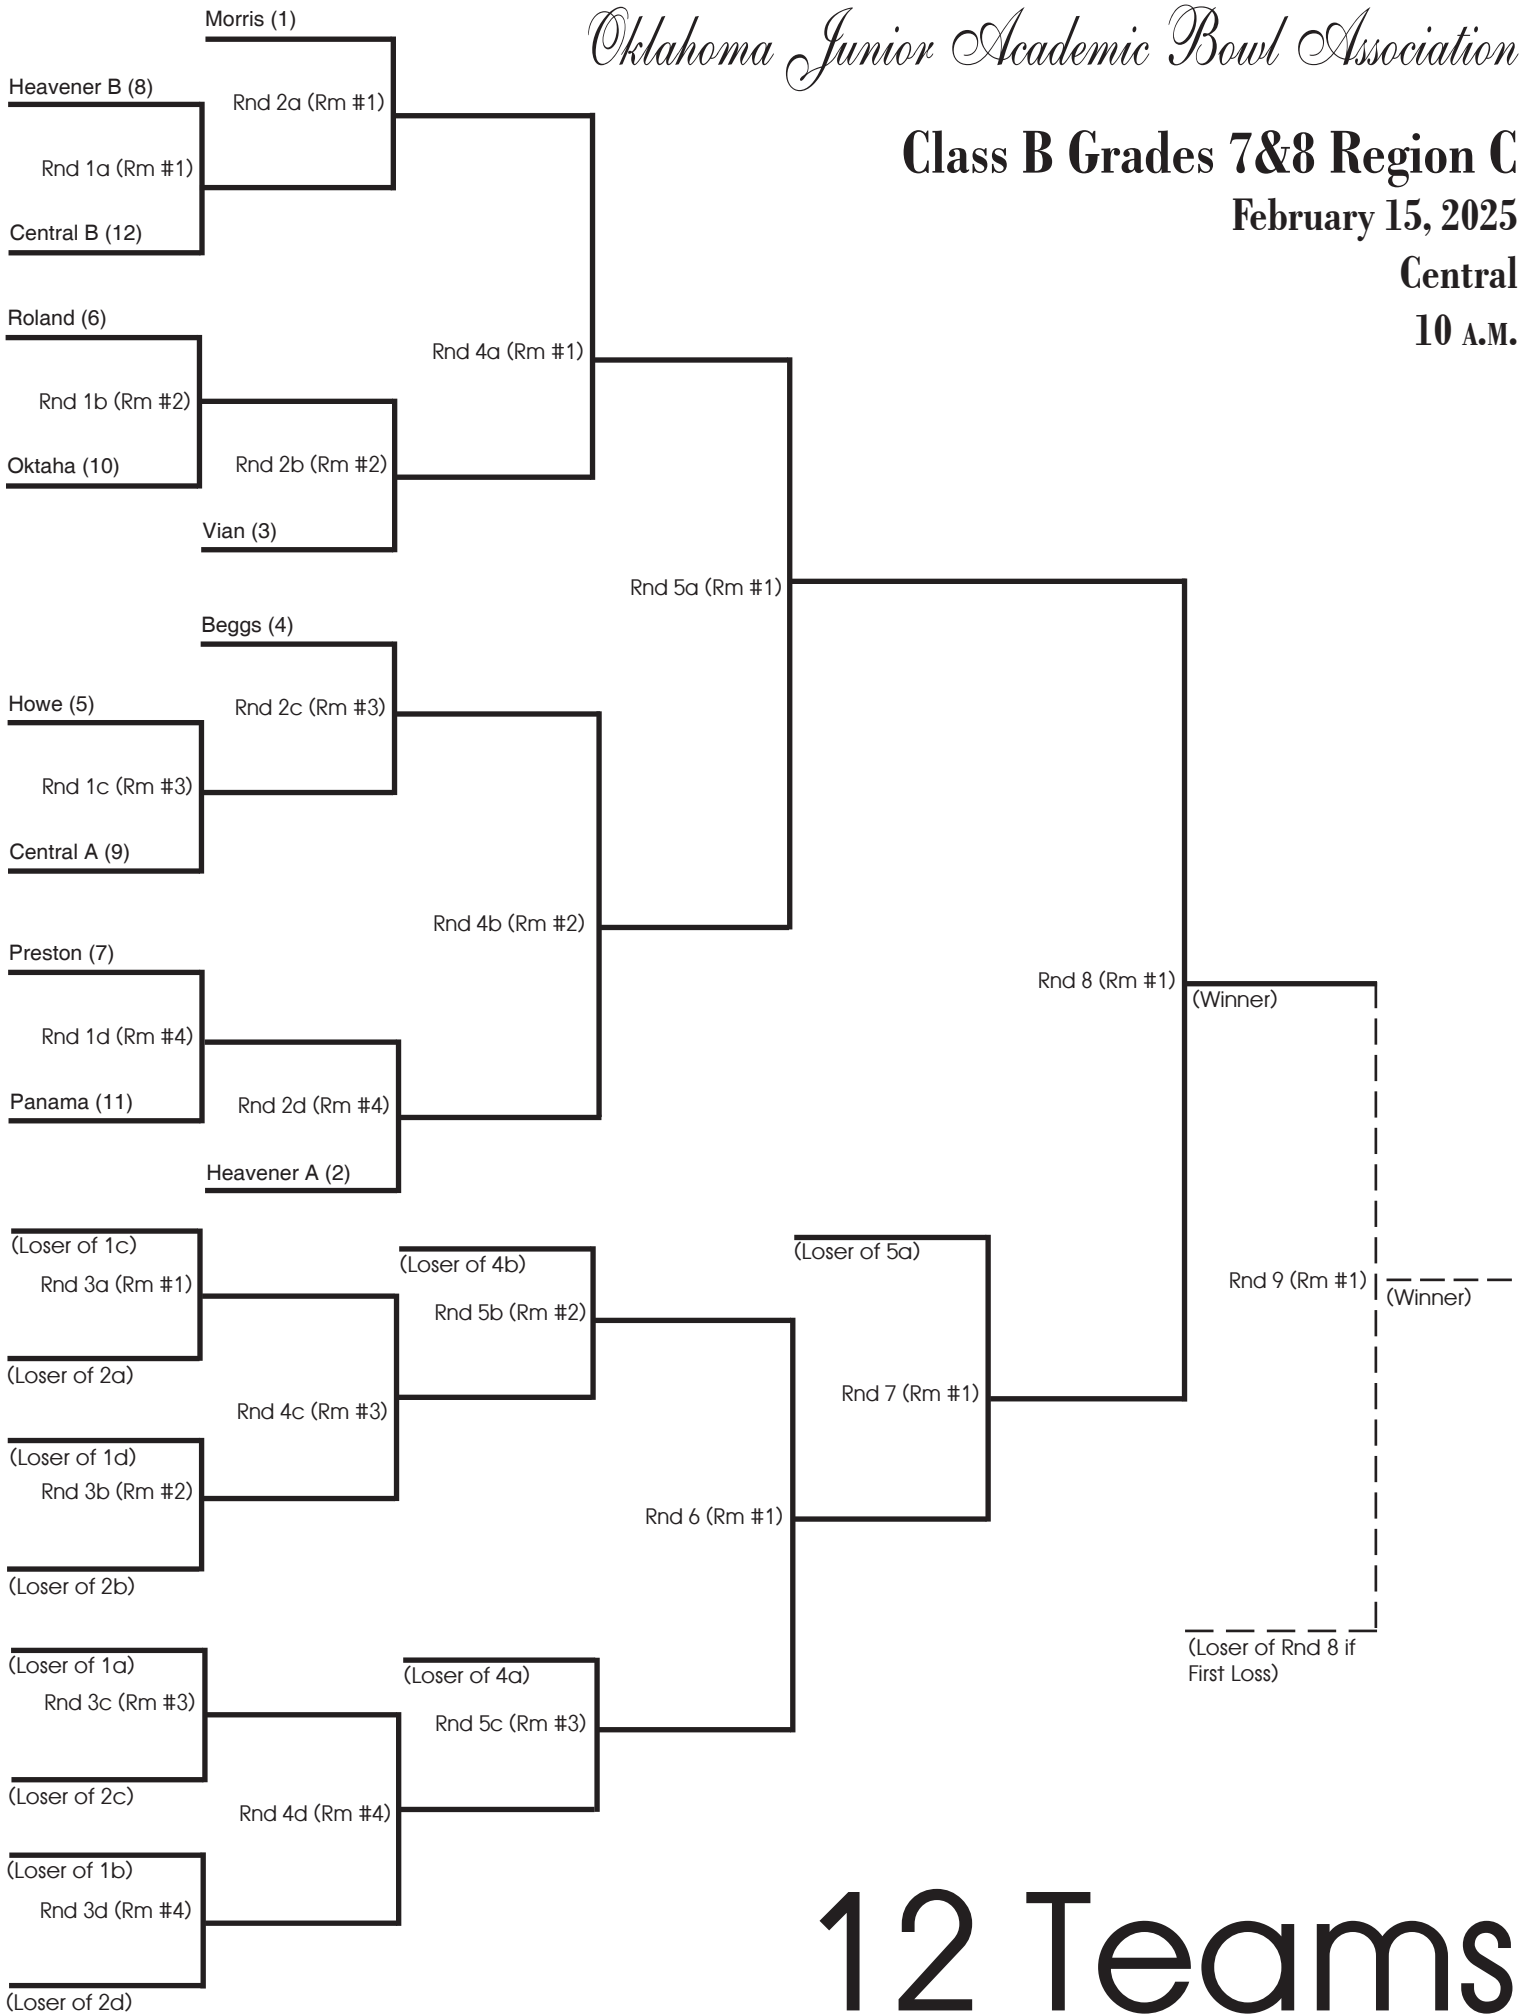 Oklahoma Junior Academic Bowl Association
Class B Grades 7&8 Region C
February 15, 2025
Central
10 A.M.
Morris (1)
Heavener B (8)
Rnd 2a (Rm #1)
Rnd 1a (Rm #1)
Central B (12)
Roland (6)
Rnd 4a (Rm #1)
Rnd 1b (Rm #2)
Oktaha (10)
Rnd 2b (Rm #2)
Vian (3)
Rnd 5a (Rm #1)
Beggs (4)
Howe (5)
Rnd 2c (Rm #3)
Rnd 1c (Rm #3)
Central A (9)
Rnd 4b (Rm #2)
Preston (7)
Rnd 8 (Rm #1)
(Winner)
Rnd 1d (Rm #4)
Panama (11)
Rnd 2d (Rm #4)
Heavener A (2)
(Loser of 1c)
(Loser of 4b)
(Loser of 5a)
Rnd 3a (Rm #1)
Rnd 9 (Rm #1)
(Winner)
Rnd 5b (Rm #2)
(Loser of 2a)
Rnd 7 (Rm #1)
Rnd 4c (Rm #3)
(Loser of 1d)
Rnd 3b (Rm #2)
Rnd 6 (Rm #1)
(Loser of 2b)
(Loser of Rnd 8 if
First Loss)
(Loser of 1a)
(Loser of 4a)
Rnd 3c (Rm #3)
Rnd 5c (Rm #3)
(Loser of 2c)
Rnd 4d (Rm #4)
(Loser of 1b)
Rnd 3d (Rm #4)
(Loser of 2d)
12 Teams